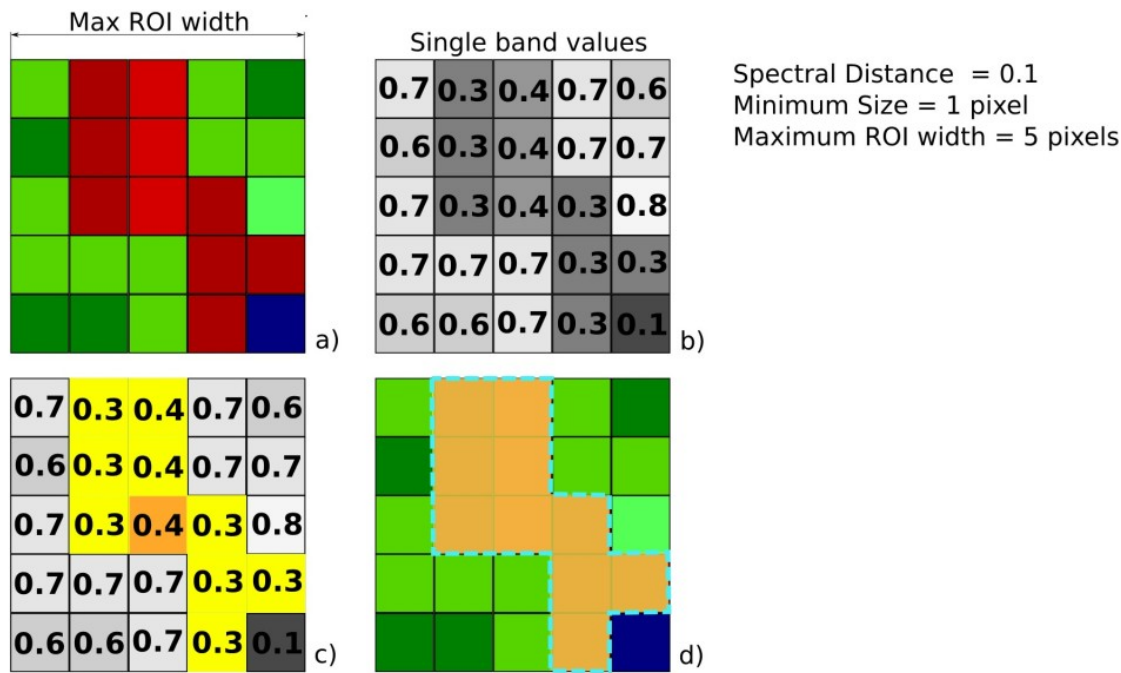 Max ROI width
Single band values
Spectral Distance = 0.1
Minimum Size = 1 pixel
Maximum ROI width = 5 pixels
a)
0.7 0.3 0.4 0.7 0.6
0.6 0.3 0.4 0.7 0.7
0.7 0.3 0.4 0.3 0.8
0.7 0.7 0.7 0.3 0.3
0.6 0.6 0.7 0.3 0.1
b)
0.7 0.3 0.4 0.7 0.6
0.6 0.3 0.4 0.7 0.7
0.7 0.3 0.4 0.3 0.8
0.7 0.7 0.7 0.3 0.3
0.6 0.6 0.7 0.3 0.1
c)
d)